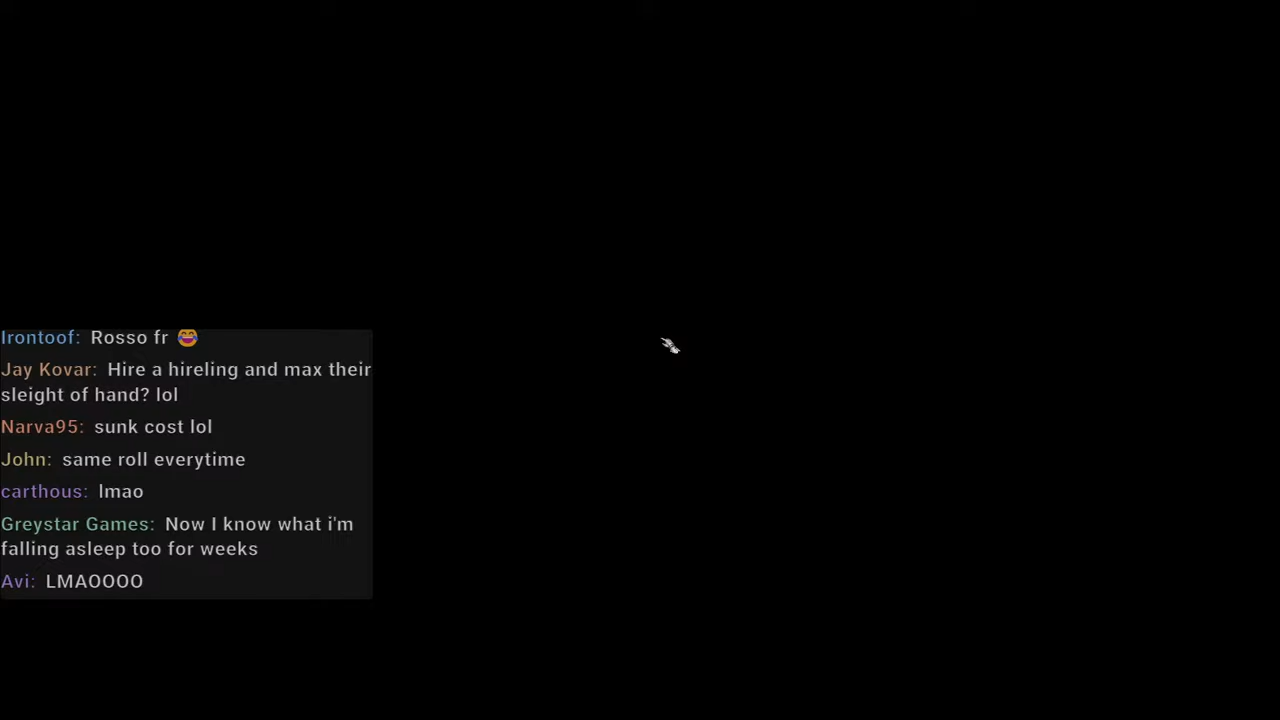 Irontoof: Rosso fr 😂
Jay Kovar: Hire a hireling and max their
sleight of hand? lol
Narva95: sunk cost lol
John: same roll everytime
carthous: lmao
Greystar Games: Now I know what i'm
falling asleep too for weeks
Avi: LMAOOOO